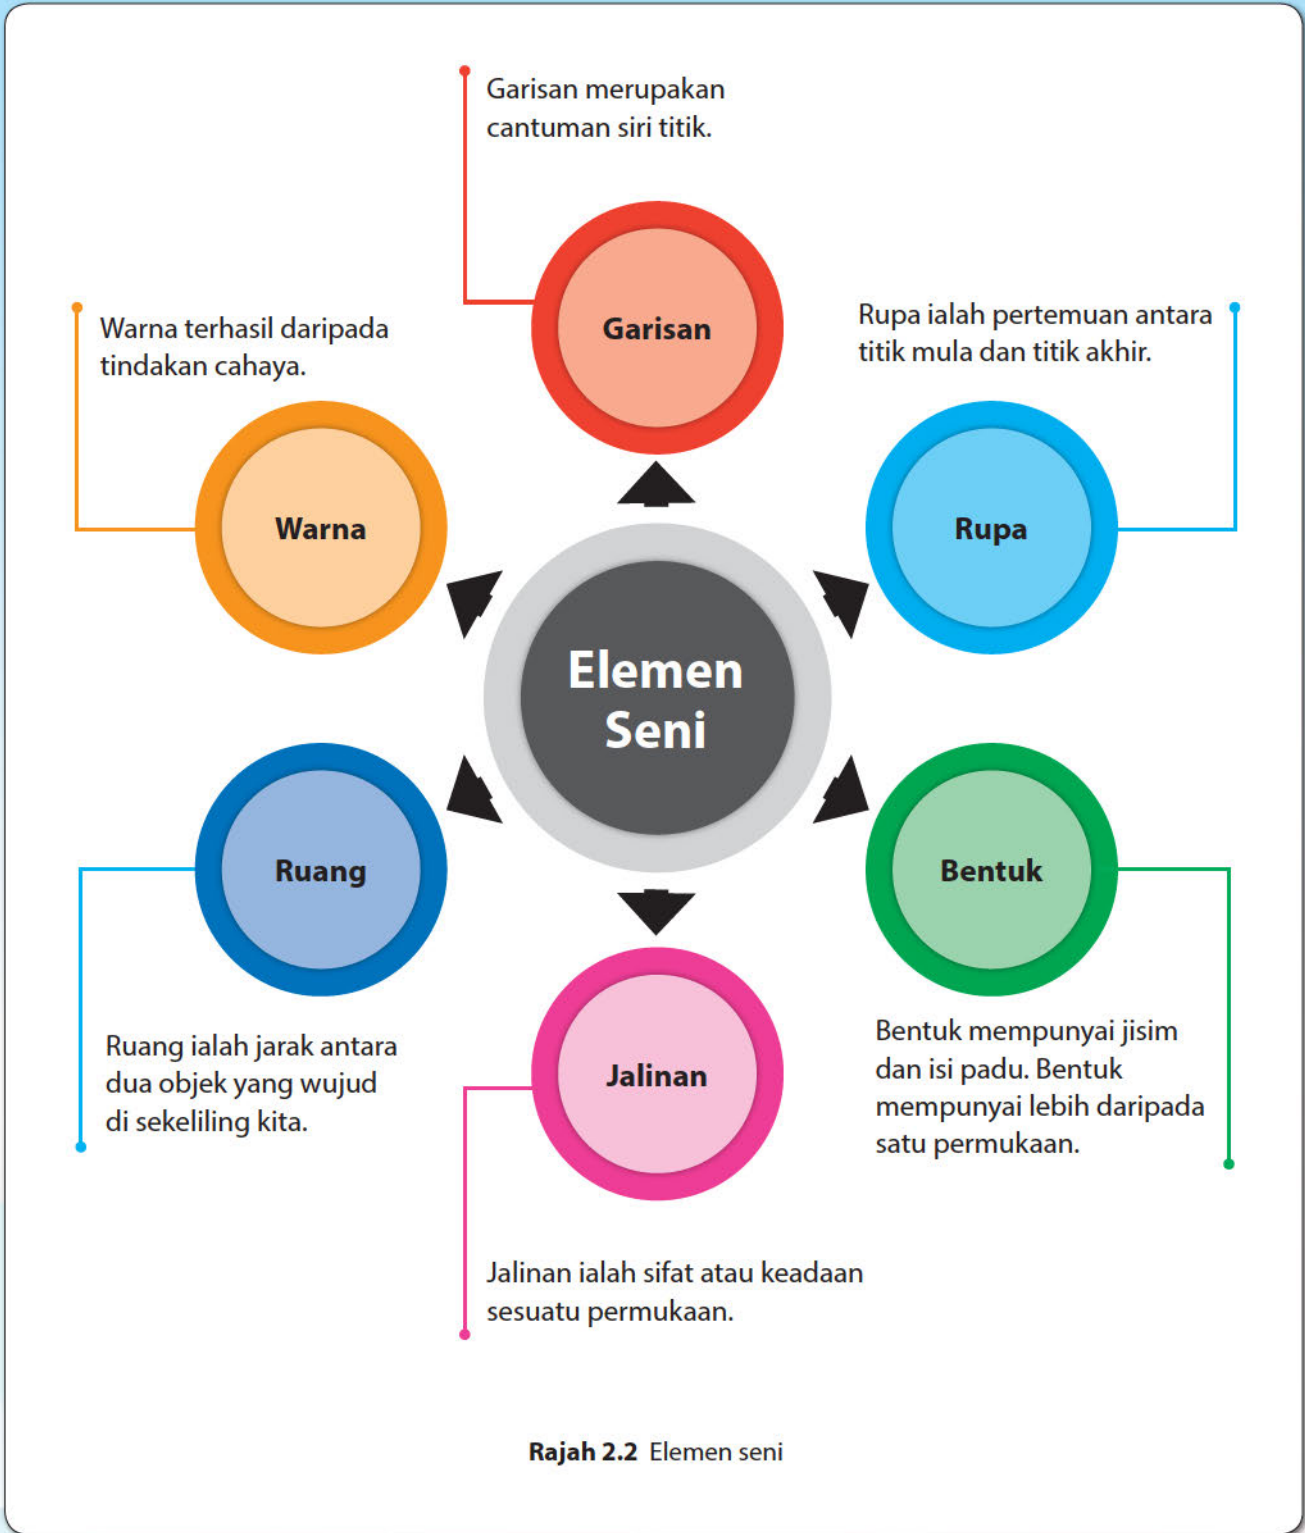 Garisan merupakan
cantuman siri titik.
Garisan
Warna terhasil daripada
tindakan cahaya.
Warna
Rupa ialah pertemuan antara
titik mula dan titik akhir.
Rupa
Elemen
Seni
Ruang
Ruang ialah jarak antara
dua objek yang wujud
di sekeliling kita.
Bentuk
Bentuk mempunyai jisim
dan isi padu. Bentuk
mempunyai lebih daripada
satu permukaan.
Jalinan
Jalinan ialah sifat atau keadaan
sesuatu permukaan.
Rajah 2.2 Elemen seni